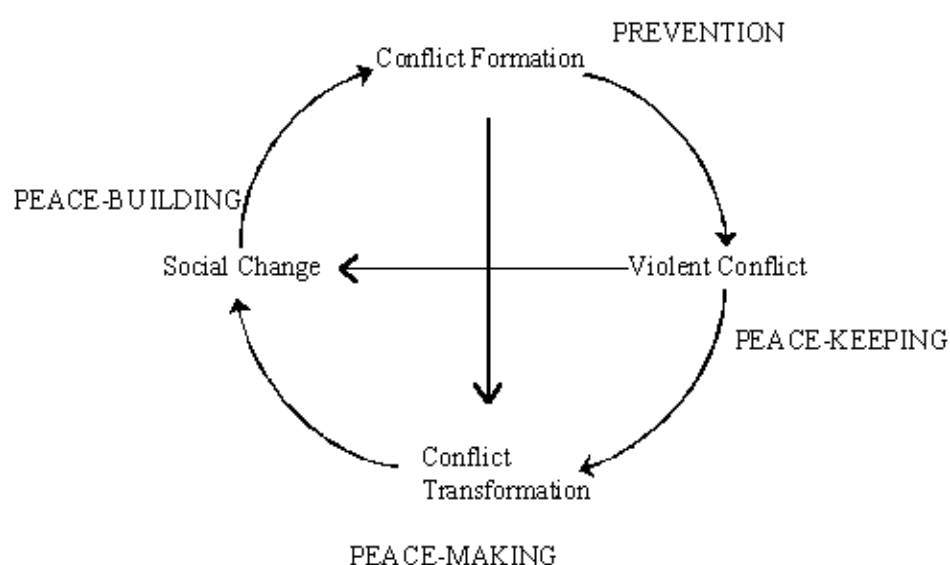 PREVENTION
Conflict Formation
PEACE-BUILDING
Social Change
Violent Conflict
PEACE-KEEPING
Conflict
Transformation
PEACE-MAKING